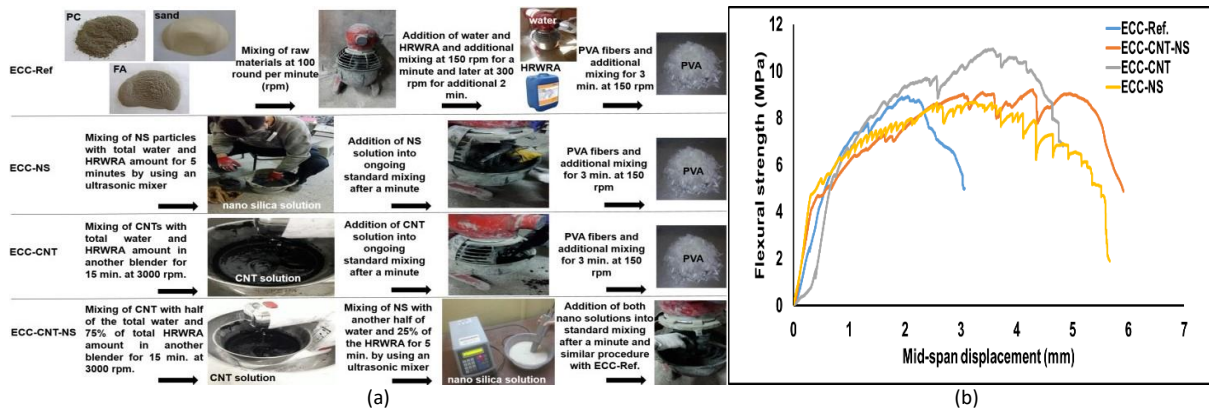 PC
sand
FA
ECC-Ref
Mixing of raw
materials at 100
round per minute
(rpm)
Addition of water and
HRWRA and additional
mixing at 150 rpm for a
minute and later at 300
rpm for additional 2
min.
water
HRWRA
PVA fibers and
additional
mixing for 3
min. at 150 rpm
PVA
ECC-NS
Mixing of NS particles
with total water and
HRWRA amount for 5
minutes by using an
ultrasonic mixer
nano silica solution
Addition of NS
solution into
ongoing
standard mixing
after a minute
PVA fibers and
additional mixing
for 3 min. at 150
rpm
PVA
ECC-CNT
Mixing of CNTs with
total water and
HRWRA amount in
another blender for
15 min. at 3000 rpm.
CNT solution
Addition of CNT
solution into
ongoing
standard mixing
after a minute
PVA fibers and
additional mixing
for 3 min. at 150
rpm
PVA
ECC-CNT-NS
Mixing of CNT with half
of the total water and
75% of total HRWRA
amount in another
blender for 15 min. at
3000 rpm.
CNT solution
Mixing of NS with
another half of
water and 25% of
the HRWRA for 5
min. by using an
ultrasonic mixer
nano silica solution
Addition of both
nano solutions into
standard mixing
after a minute and
similar procedure
with ECC-Ref.
(a)
Flexural strength (MPa)
12
10
8
6
4
2
0
0 1 2 3 4 5 6 7
Mid-span displacement (mm)
ECC-Ref.
ECC-CNT-NS
ECC-CNT
ECC-NS
(b)